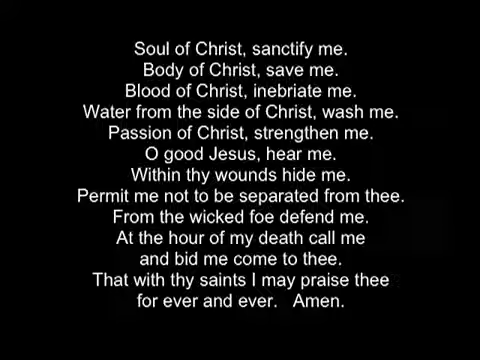 Soul of Christ, sanctify me.
Body of Christ, save me.
Blood of Christ, inebriate me.
Water from the side of Christ, wash me.
Passion of Christ, strengthen me.
O good Jesus, hear me.
Within thy wounds hide me.
Permit me not to be separated from thee.
From the wicked foe defend me.
At the hour of my death call me
and bid me come to thee.
That with thy saints I may praise thee
for ever and ever.   Amen.